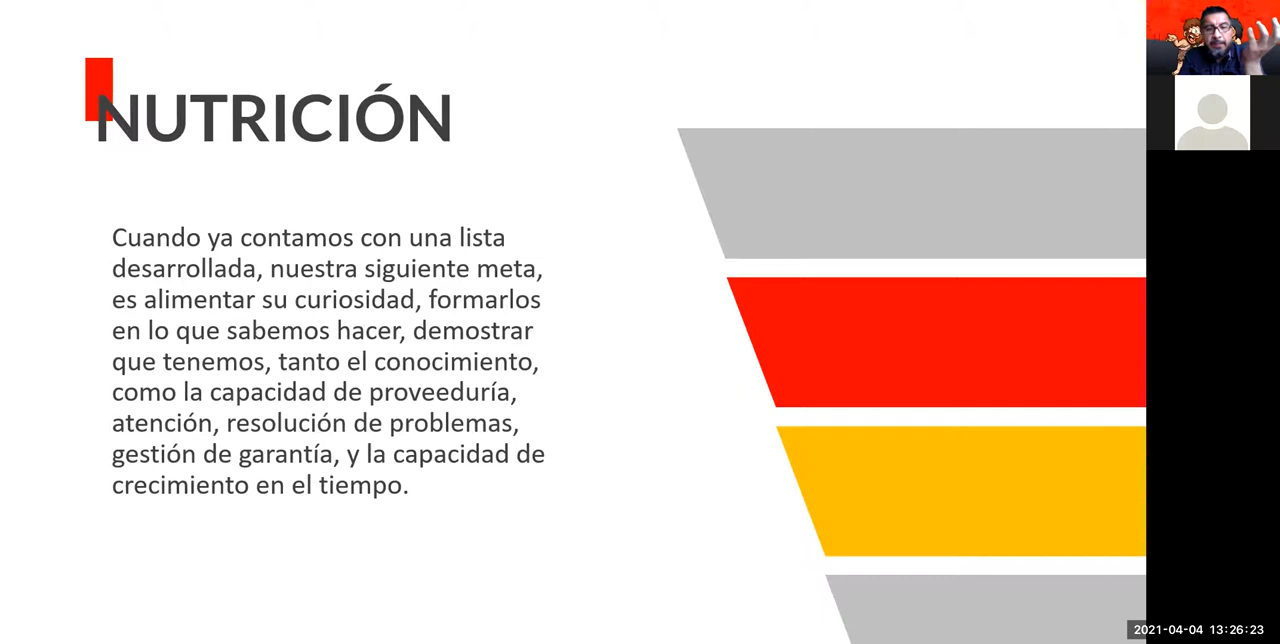 NUTRICIÓN
Cuando ya contamos con una lista
desarrollada, nuestra siguiente meta,
es alimentar su curiosidad, formarlos
en lo que sabemos hacer, demostrar
que tenemos, tanto el conocimiento,
como la capacidad de proveeduría,
atención, resolución de problemas,
gestión de garantía, y la capacidad de
crecimiento en el tiempo.
2021-04-04 13:26:23